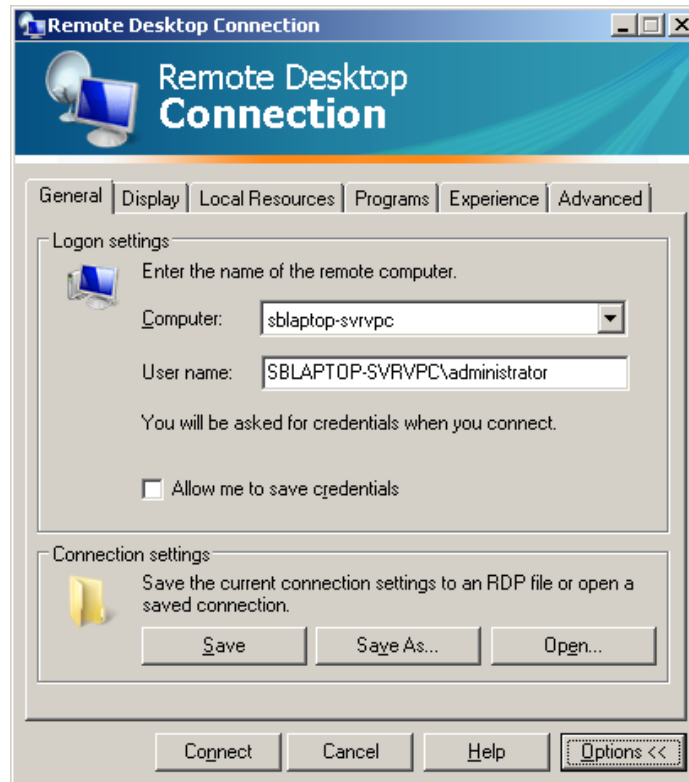 Remote Desktop Connection
Remote Desktop
Connection
General Display Local Resources Programs Experience Advanced
Logon settings
Enter the name of the remote computer.
Computer: sblaptop-svrvpc
User name: SBLAPTOP-SVRVPC\administrator
You will be asked for credentials when you connect.
Allow me to save credentials
Connection settings
Save the current connection settings to an RDP file or open a
saved connection.
Save Save As... Open...
Connect Cancel Help Options <<